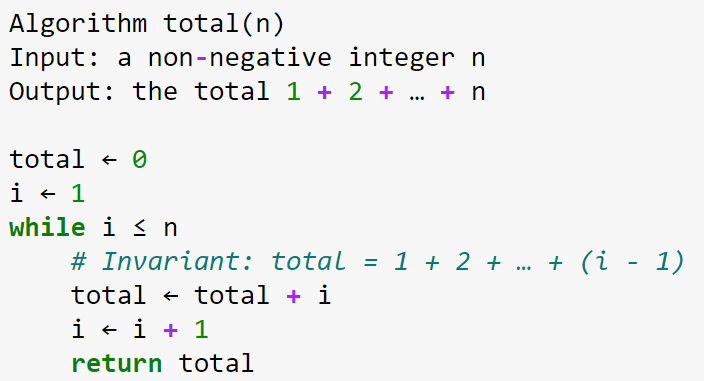 Algorithm total(n)
Input: a non-negative integer n
Output: the total 1 + 2 + … + n

total ← 0
i ← 1
while i ≤ n
    # Invariant: total = 1 + 2 + … + (i - 1)
    total ← total + i
    i ← i + 1
    return total